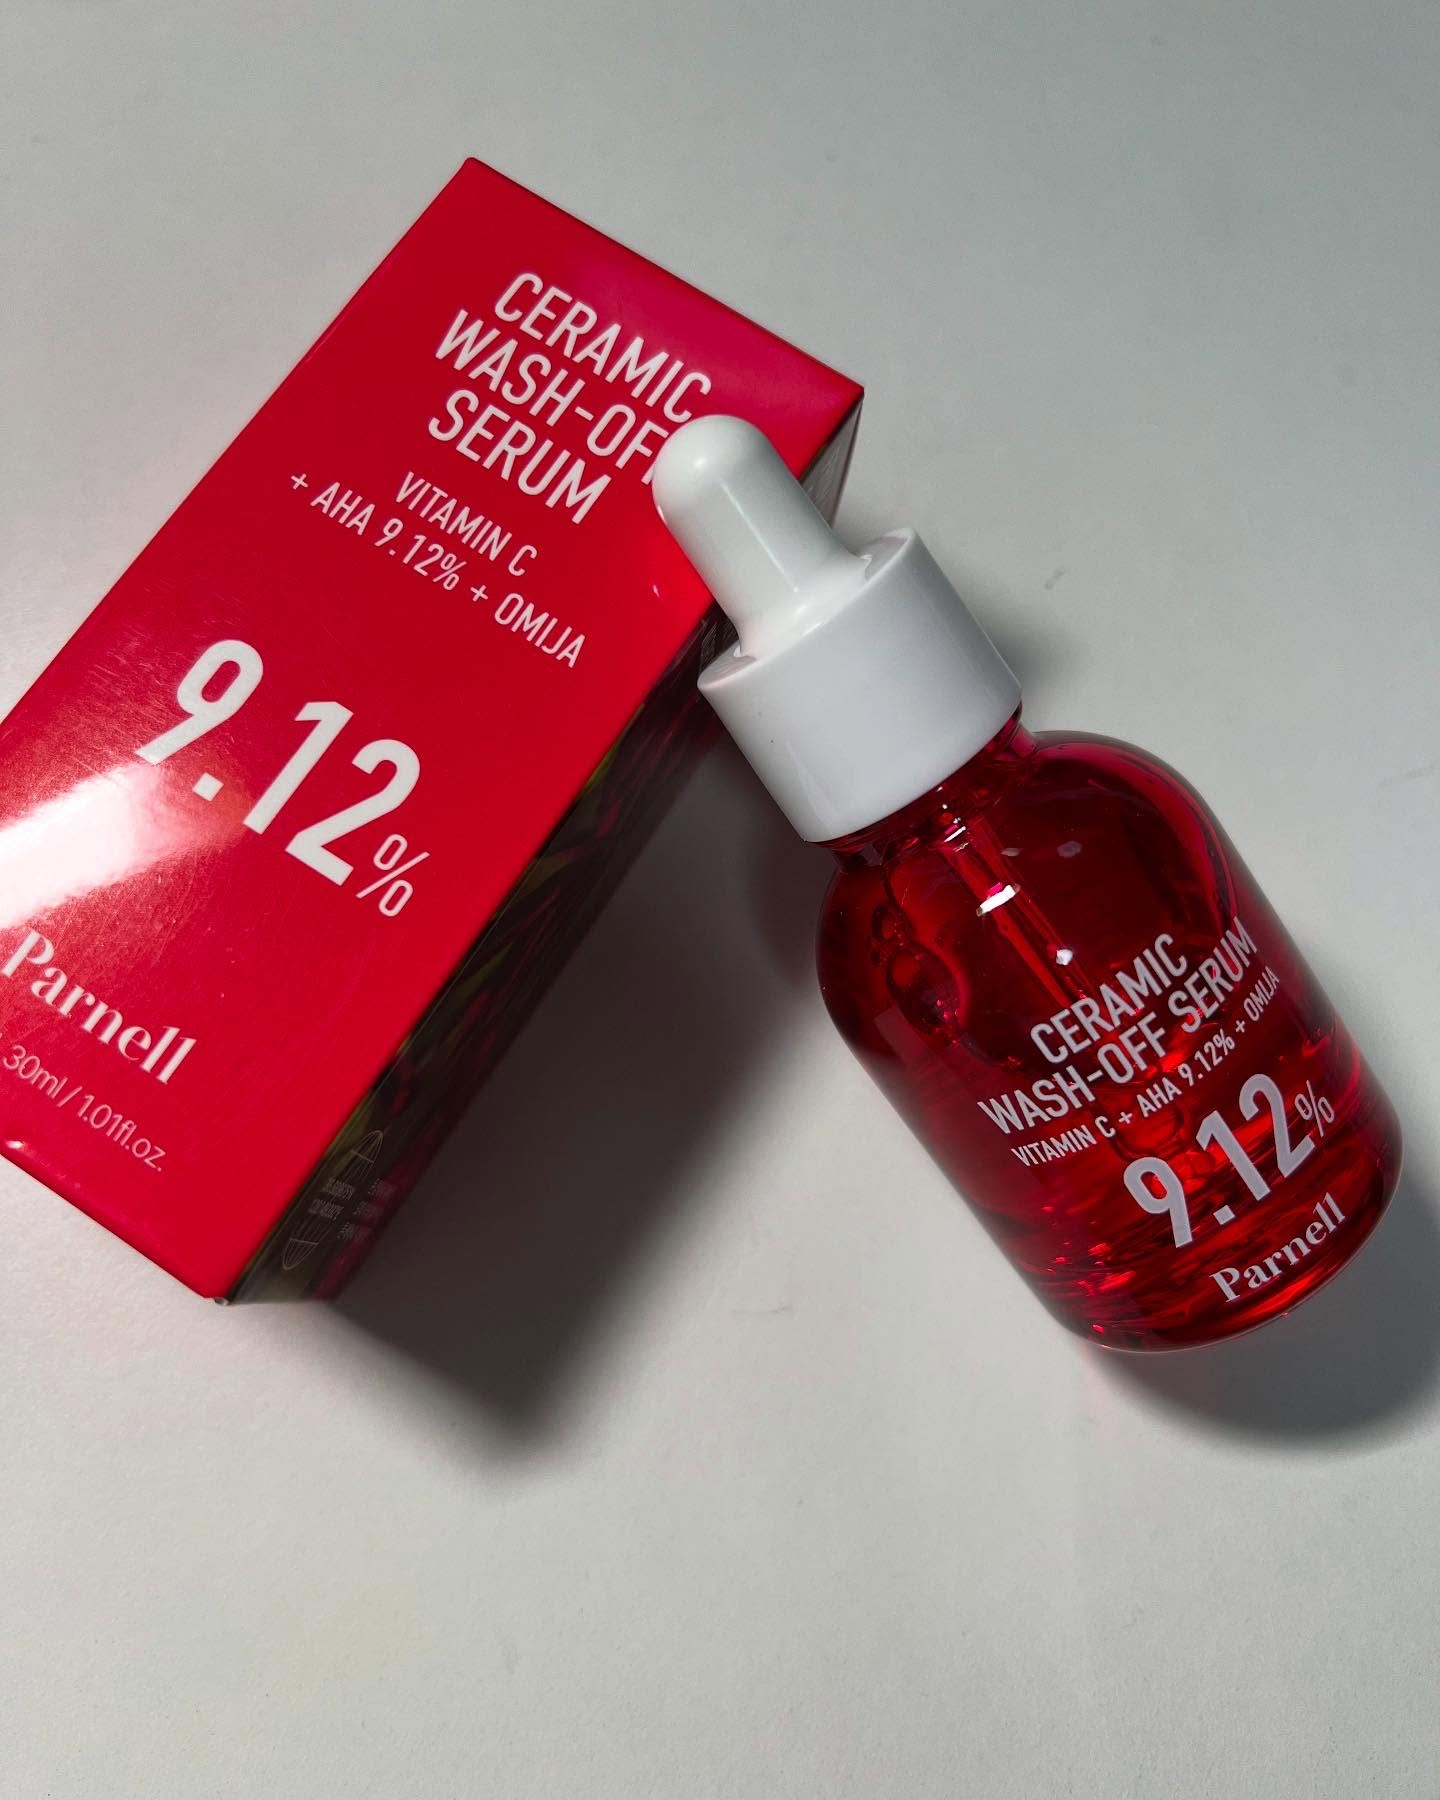 CERAMIC
WASH-OFF
SERUM
VITAMIN C
+ AHA 9.12% + OMIJA
9.12%
Parnell
30ml / 1.01fl.oz.
CERAMIC
WASH-OFF SERUM
VITAMIN C + AHA 9.12% + OMIJA
9.12%
Parnell